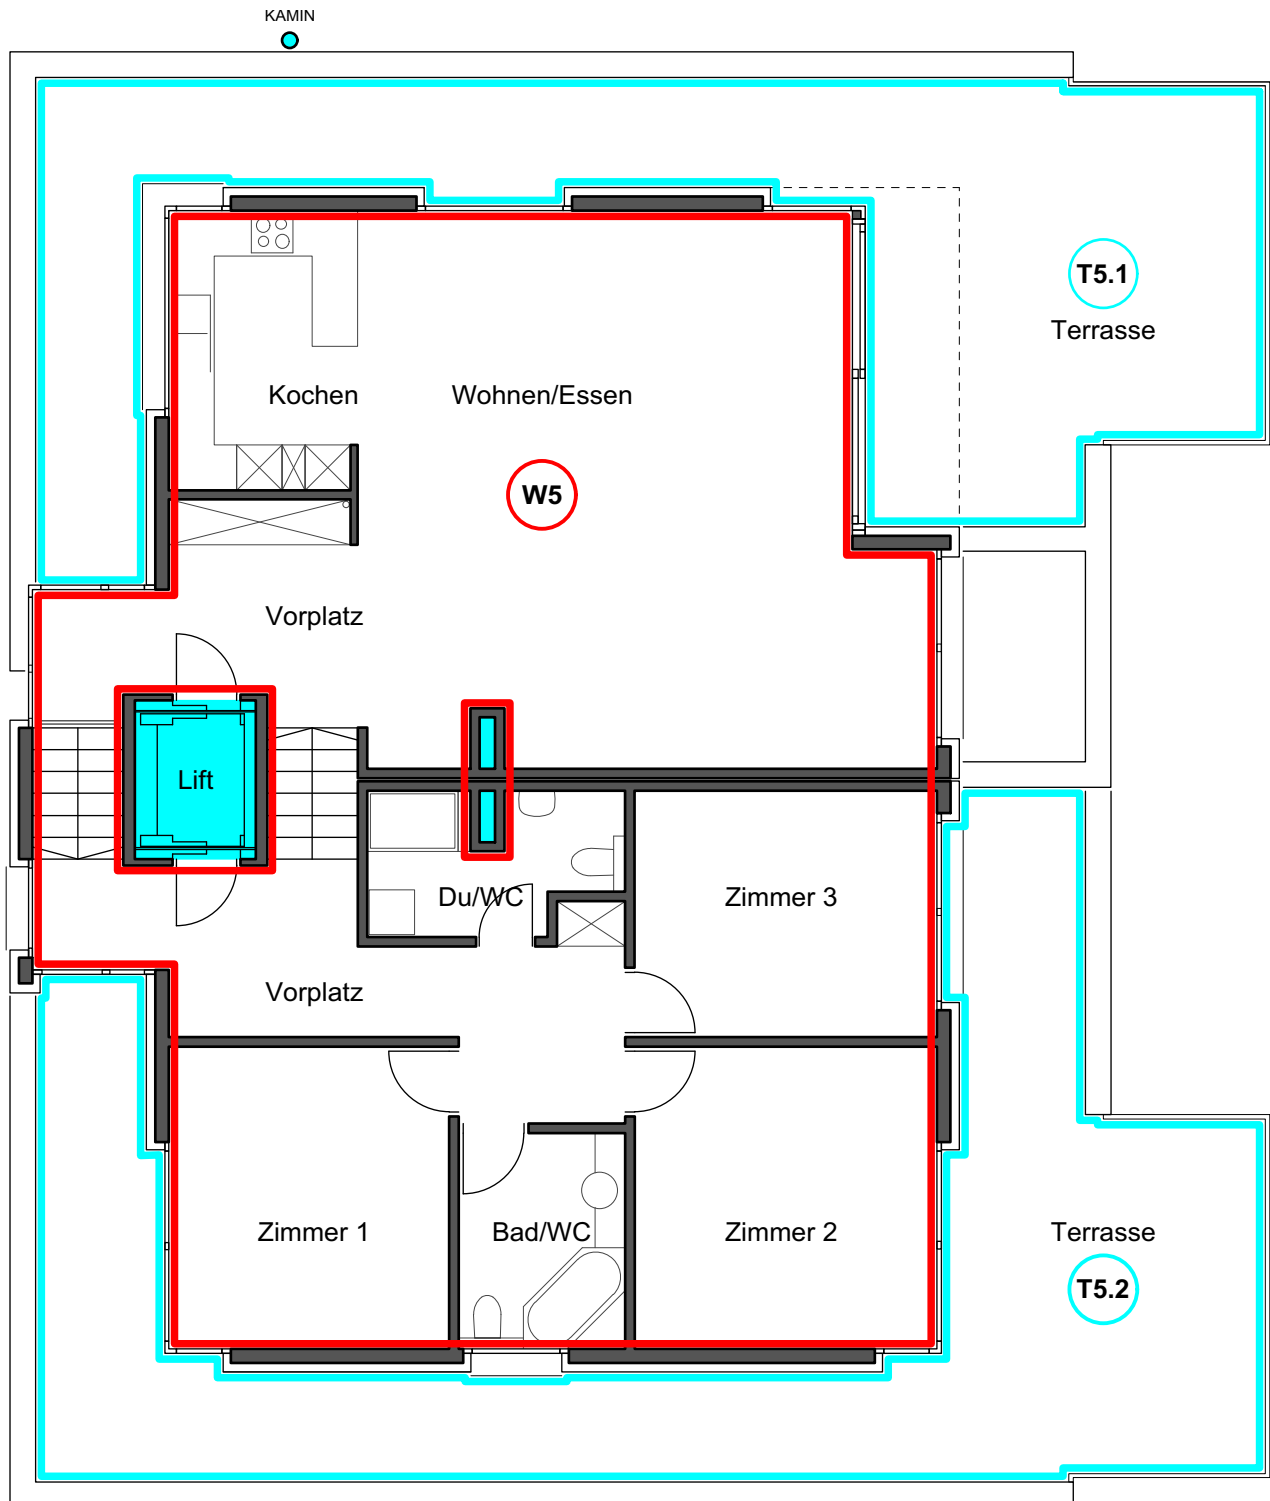 KAMIN
T5.1
Terrasse
Kochen
Wohnen/Essen
W5
Vorplatz
Lift
Du/WC
Zimmer 3
Vorplatz
Zimmer 1
Bad/WC
Zimmer 2
Terrasse
T5.2